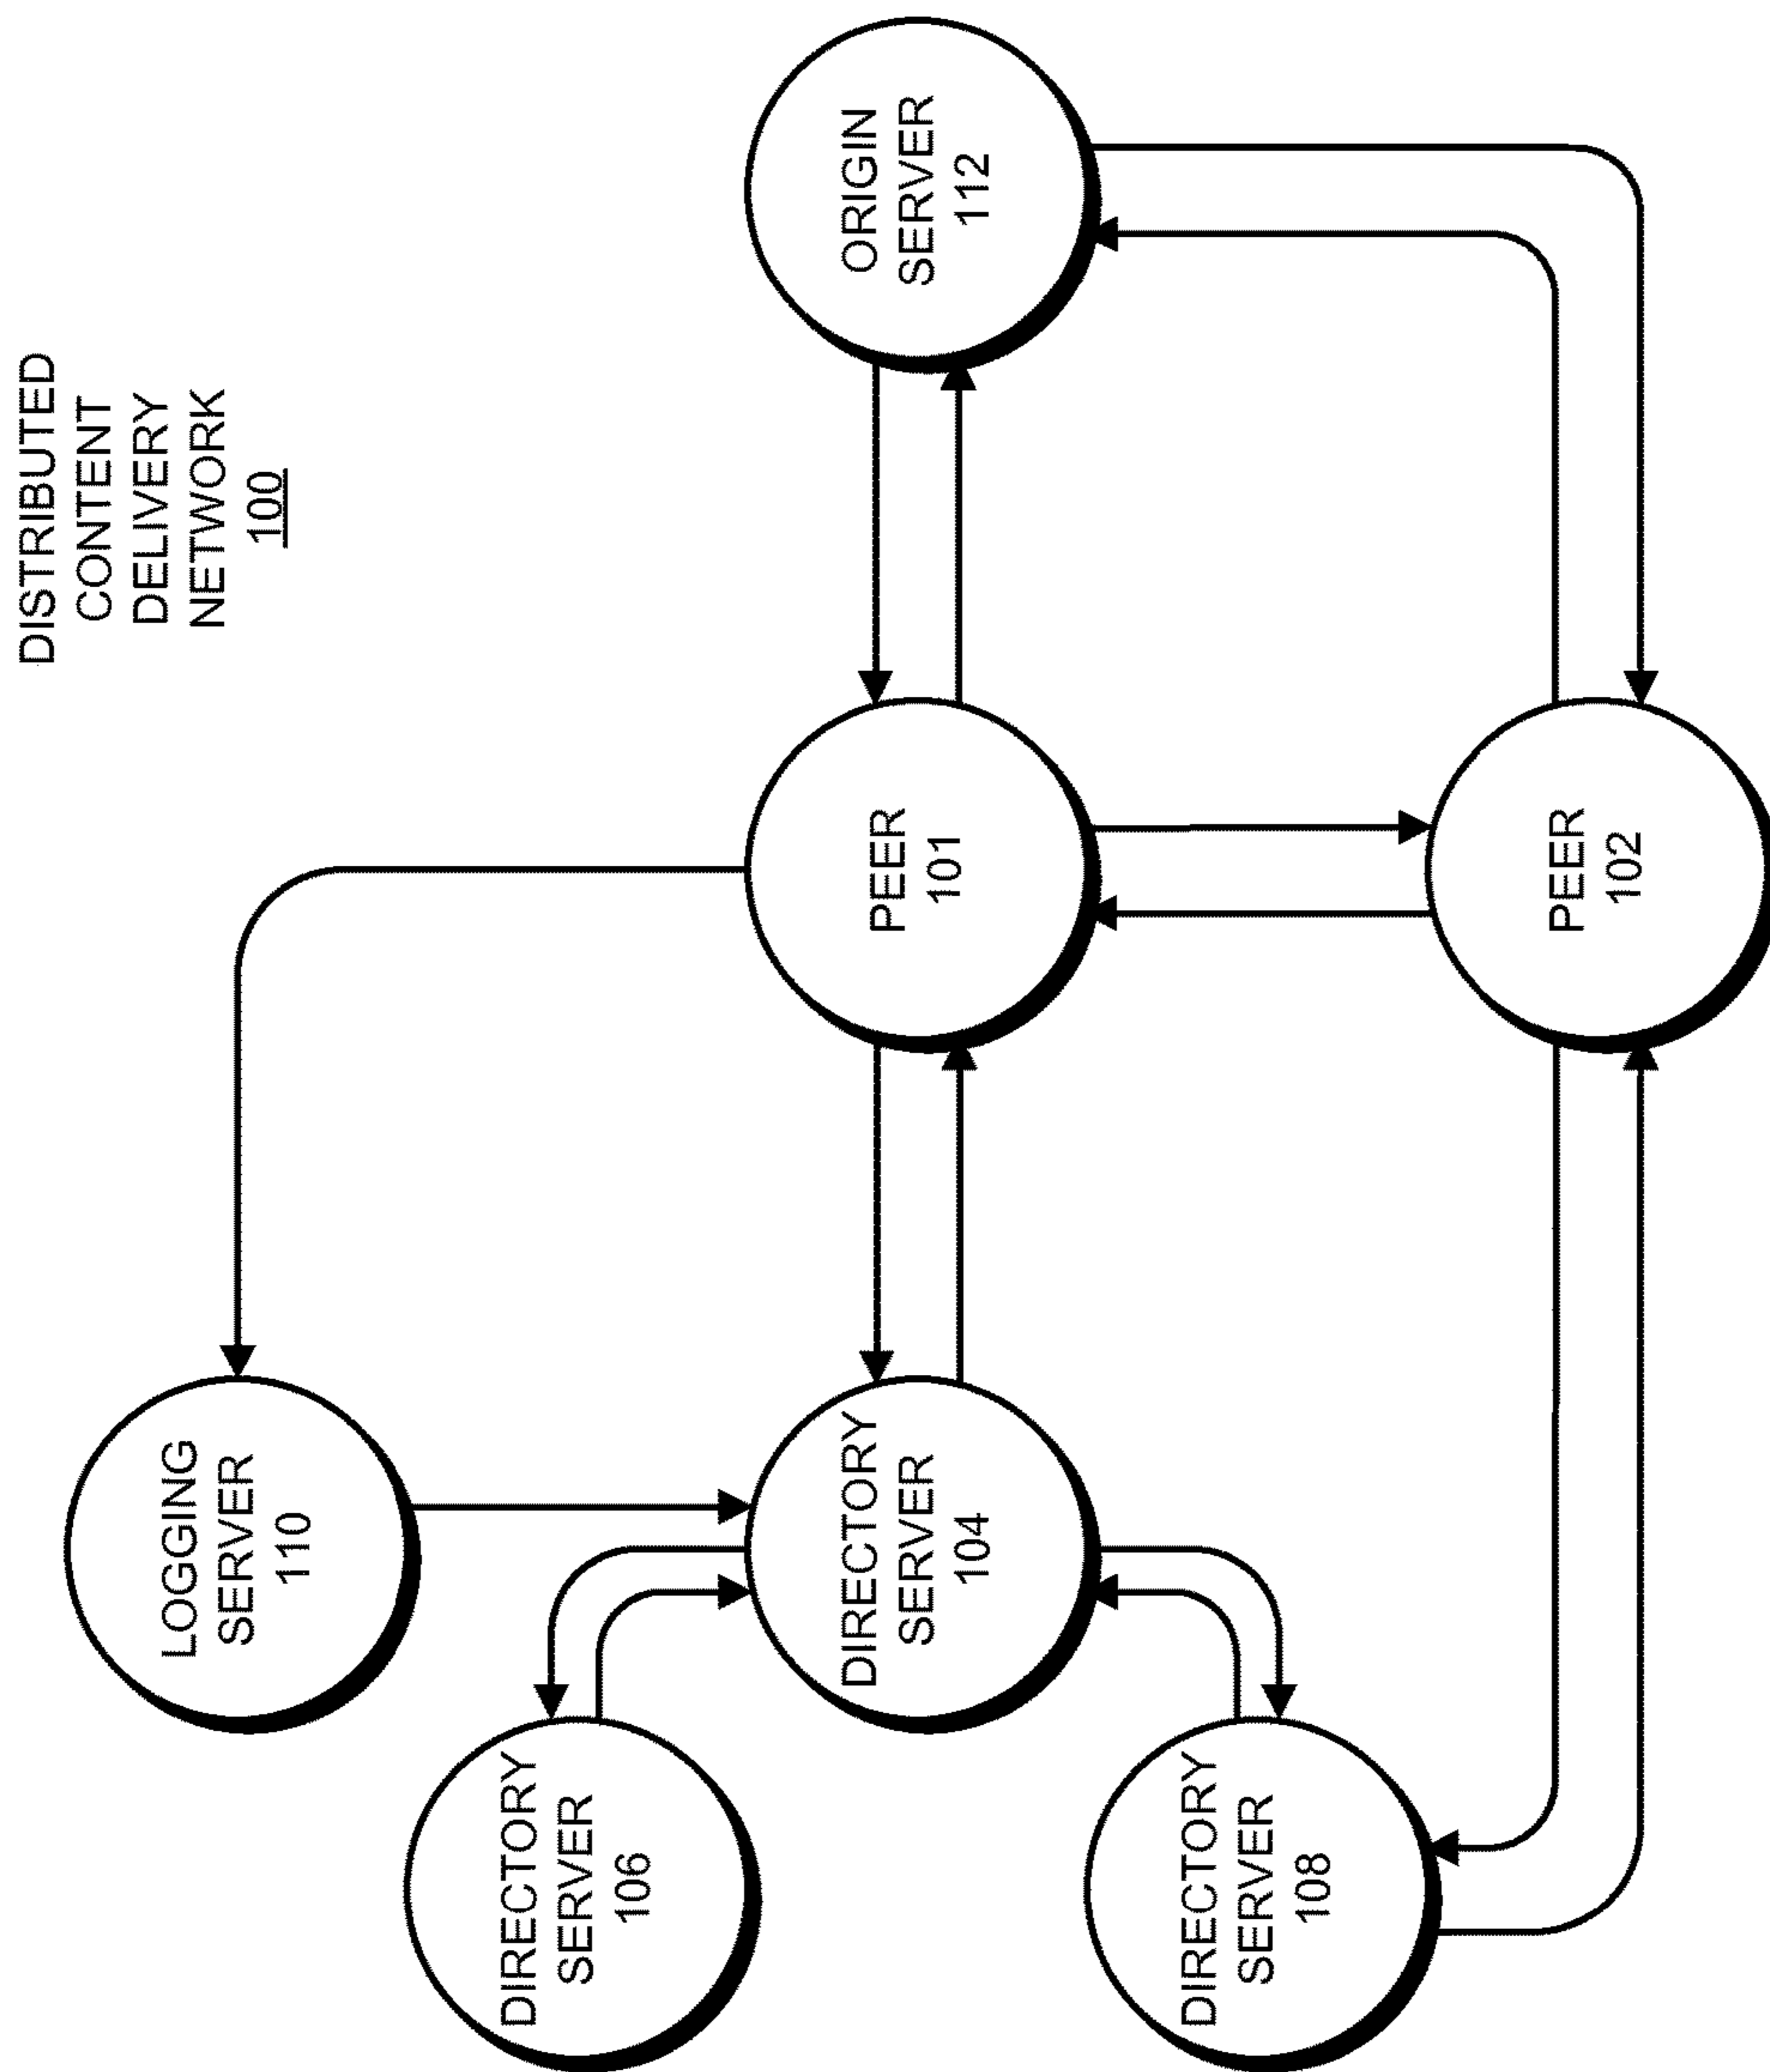 DISTRIBUTED
CONTENT
DELIVERY
NETWORK
100
LOGGING
SERVER
110
DIRECTORY
SERVER
106
DIRECTORY
SERVER
104
PEER
101
ORIGIN
SERVER
112
DIRECTORY
SERVER
108
PEER
102